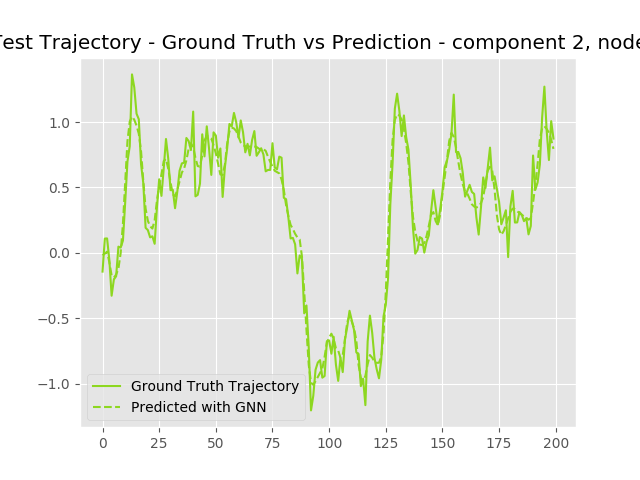 Test Trajectory - Ground Truth vs Prediction - component 2, node
1.0
0.5
0.0
−0.5
−1.0
Ground Truth Trajectory
Predicted with GNN
0 25 50 75 100 125 150 175 200